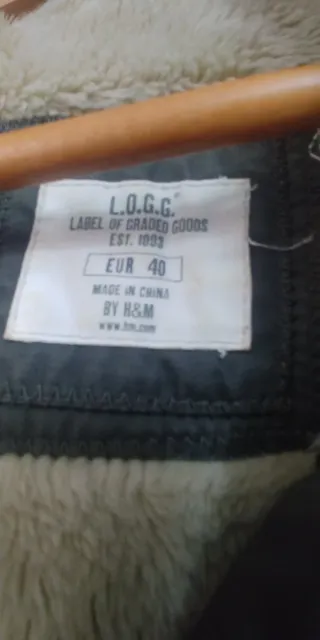 L.O.G.G.
LABEL OF GRADED GOODS
EST. 1993
EUR 40
MADE IN CHINA
BY H&M
www.hm.com